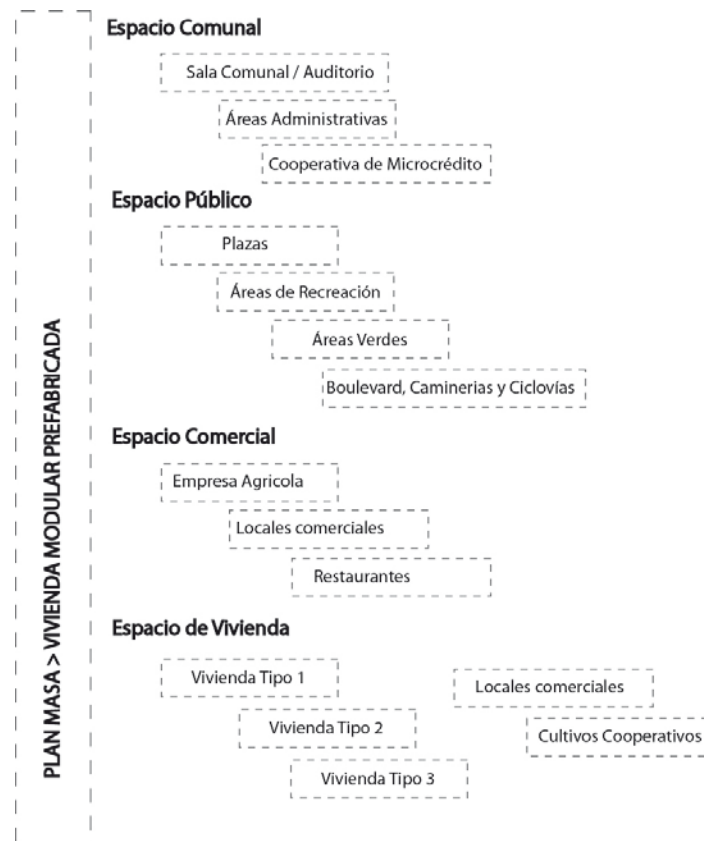 PLAN MASA > VIVIENDA MODULAR PREFABRICADA
Espacio Comunal
Sala Comunal / Auditorio
Áreas Administrativas
Cooperativa de Microcrédito
Espacio Público
Plazas
Áreas de Recreación
Áreas Verdes
Boulevard, Caminerias y Ciclovías
Espacio Comercial
Empresa Agricola
Locales comerciales
Restaurantes
Espacio de Vivienda
Vivienda Tipo 1
Vivienda Tipo 2
Vivienda Tipo 3
Locales comerciales
Cultivos Cooperativos